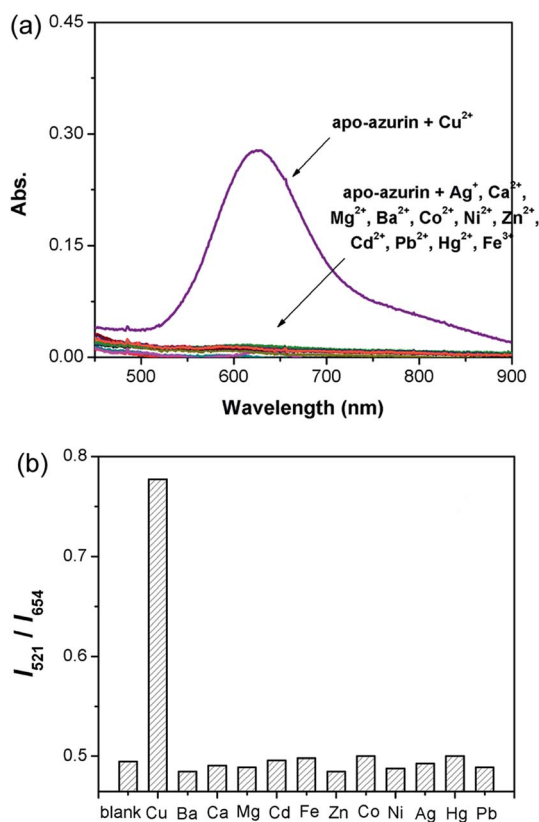 (a)
0.45
0.30
0.15
0.00
Abs.
apo-azurin + Cu²⁺
apo-azurin + Ag⁺, Ca²⁺,
Mg²⁺, Ba²⁺, Co²⁺, Ni²⁺, Zn²⁺,
Cd²⁺, Pb²⁺, Hg²⁺, Fe³⁺
500 600 700 800 900
Wavelength (nm)
(b)
0.8
0.7
0.6
0.5
I₅₂₁ / I₆₅₄
blank Cu Ba Ca Mg Cd Fe Zn Co Ni Ag Hg Pb